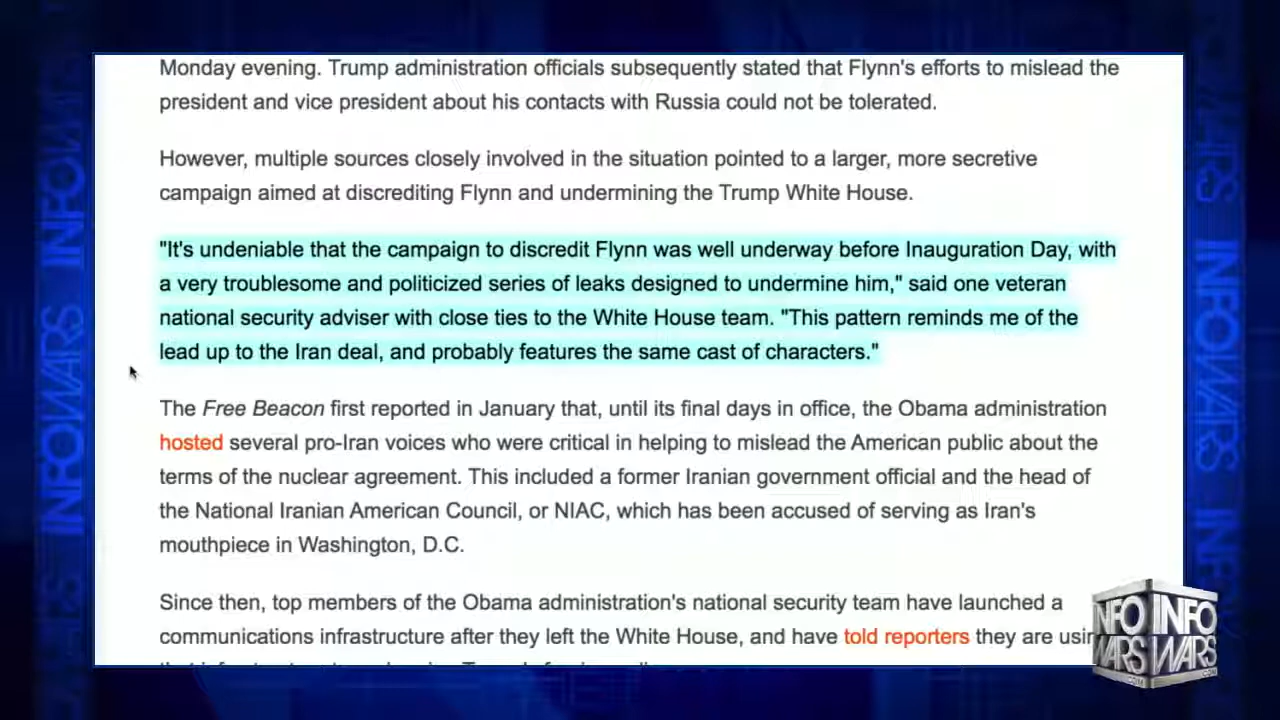 Monday evening. Trump administration officials subsequently stated that Flynn's efforts to mislead the
president and vice president about his contacts with Russia could not be tolerated.
However, multiple sources closely involved in the situation pointed to a larger, more secretive
campaign aimed at discrediting Flynn and undermining the Trump White House.
"It's undeniable that the campaign to discredit Flynn was well underway before Inauguration Day, with
a very troublesome and politicized series of leaks designed to undermine him," said one veteran
national security adviser with close ties to the White House team. "This pattern reminds me of the
lead up to the Iran deal, and probably features the same cast of characters."
The Free Beacon first reported in January that, until its final days in office, the Obama administration
hosted several pro-Iran voices who were critical in helping to mislead the American public about the
terms of the nuclear agreement. This included a former Iranian government official and the head of
the National Iranian American Council, or NIAC, which has been accused of serving as Iran's
mouthpiece in Washington, D.C.
Since then, top members of the Obama administration's national security team have launched a
communications infrastructure after they left the White House, and have told reporters they are
INFOWARS
INFOWARS
INFO
WARS
.COM
INFO
WARS